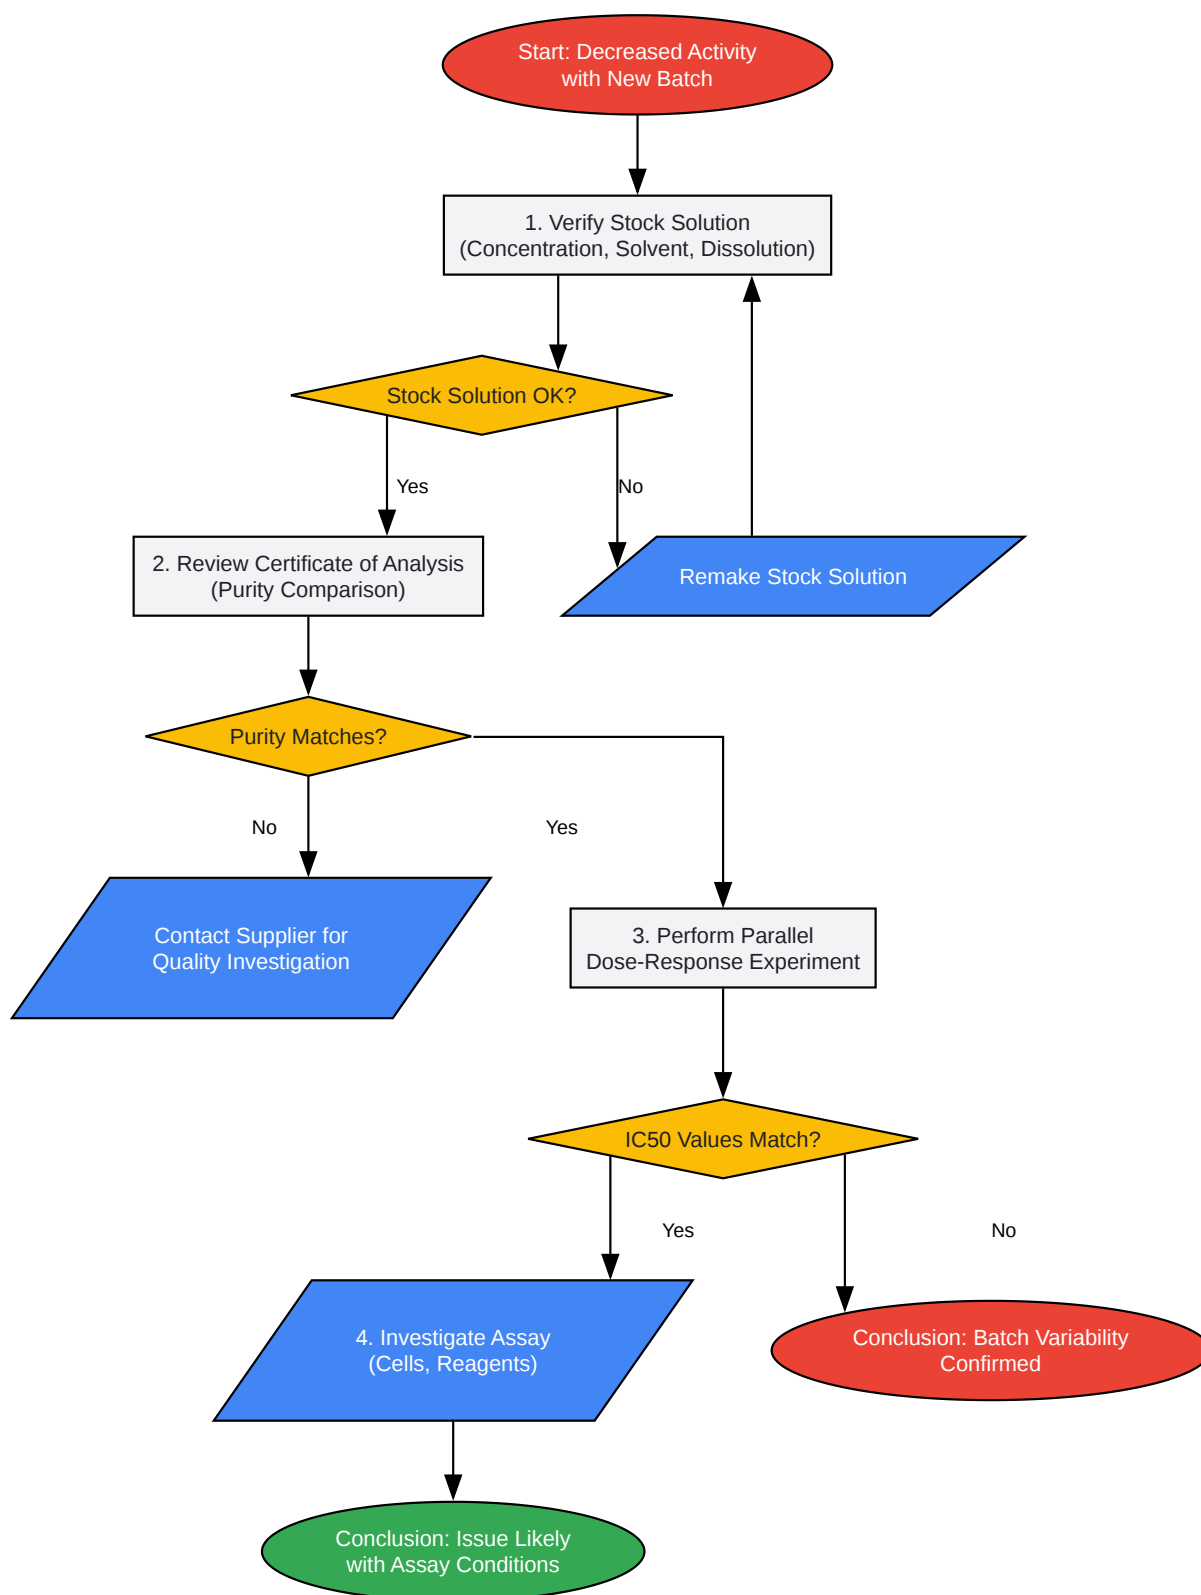 Start: Decreased Activity
with New Batch
1. Verify Stock Solution
(Concentration, Solvent, Dissolution)
Stock Solution OK?
Yes
No
2. Review Certificate of Analysis
(Purity Comparison)
Remake Stock Solution
Purity Matches?
No
Yes
Contact Supplier for
Quality Investigation
3. Perform Parallel
Dose-Response Experiment
IC50 Values Match?
Yes
No
4. Investigate Assay
(Cells, Reagents)
Conclusion: Batch Variability
Confirmed
Conclusion: Issue Likely
with Assay Conditions